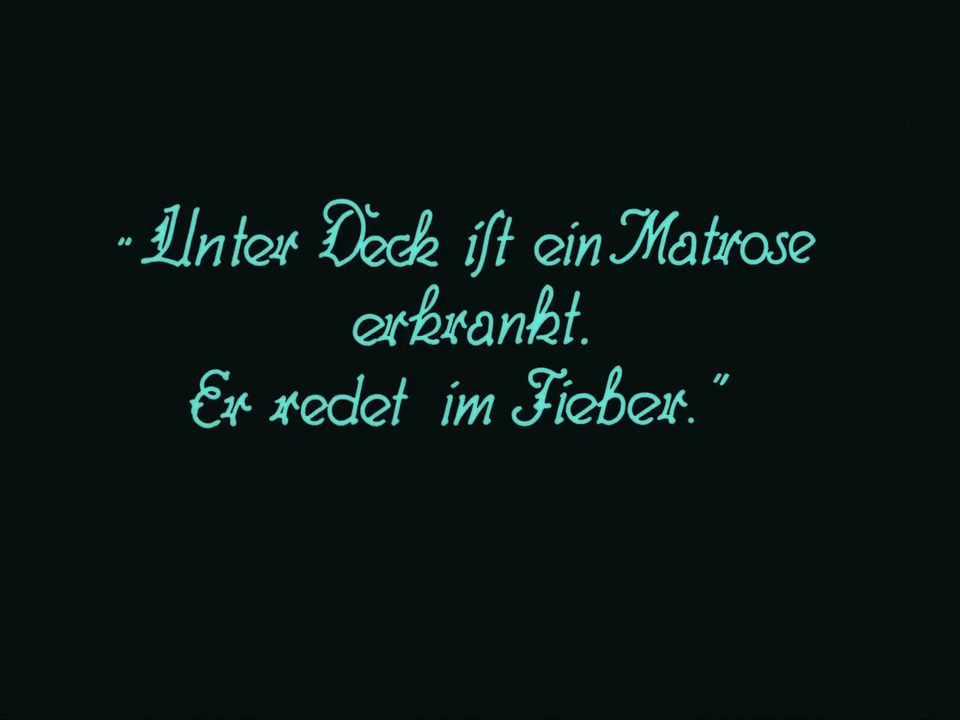 "Unter Deck iſt ein Matrose
erkrankt.
Er redet im Fieber."